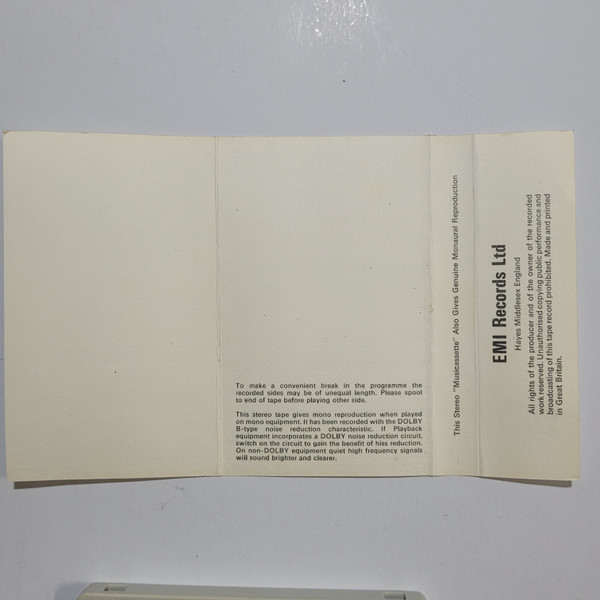 To make a convenient break in the programme the
recorded sides may be of unequal length. Please spool
to end of tape before playing other side.
This stereo tape gives mono reproduction when played
on mono equipment. It has been recorded with the DOLBY
B-type noise reduction characteristic. If Playback
equipment incorporates a DOLBY noise reduction circuit,
switch on the circuit to gain the benefit of hiss reduction.
On non-DOLBY equipment quiet high frequency signals
will sound brighter and clearer.
This Stereo "Musicassette" Also Gives Genuine Monaural Reproduction
EMI Records Ltd
Hayes Middlesex England
All rights of the producer and of the owner of the recorded
work reserved. Unauthorised copying public performance and
broadcasting of this tape record prohibited. Made and printed
in Great Britain.